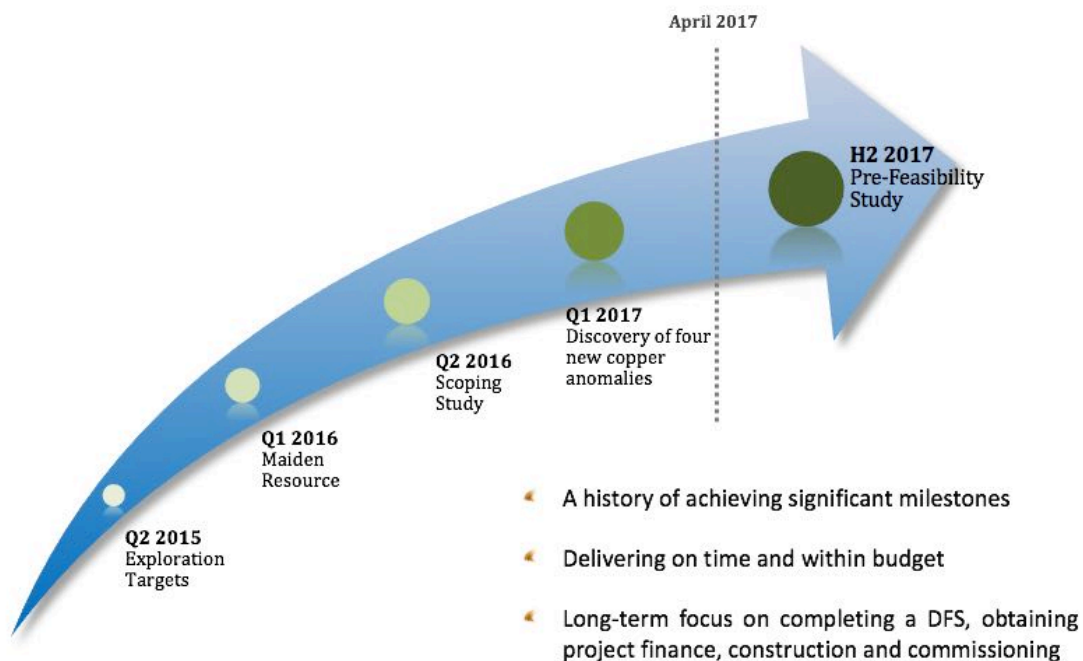 April 2017
H2 2017
Pre-Feasibility
Study
Q1 2017
Discovery of four
new copper
anomalies
Q2 2016
Scoping
Study
Q1 2016
Maiden
Resource
Q2 2015
Exploration
Targets
A history of achieving significant milestones
Delivering on time and within budget
Long-term focus on completing a DFS, obtaining
project finance, construction and commissioning